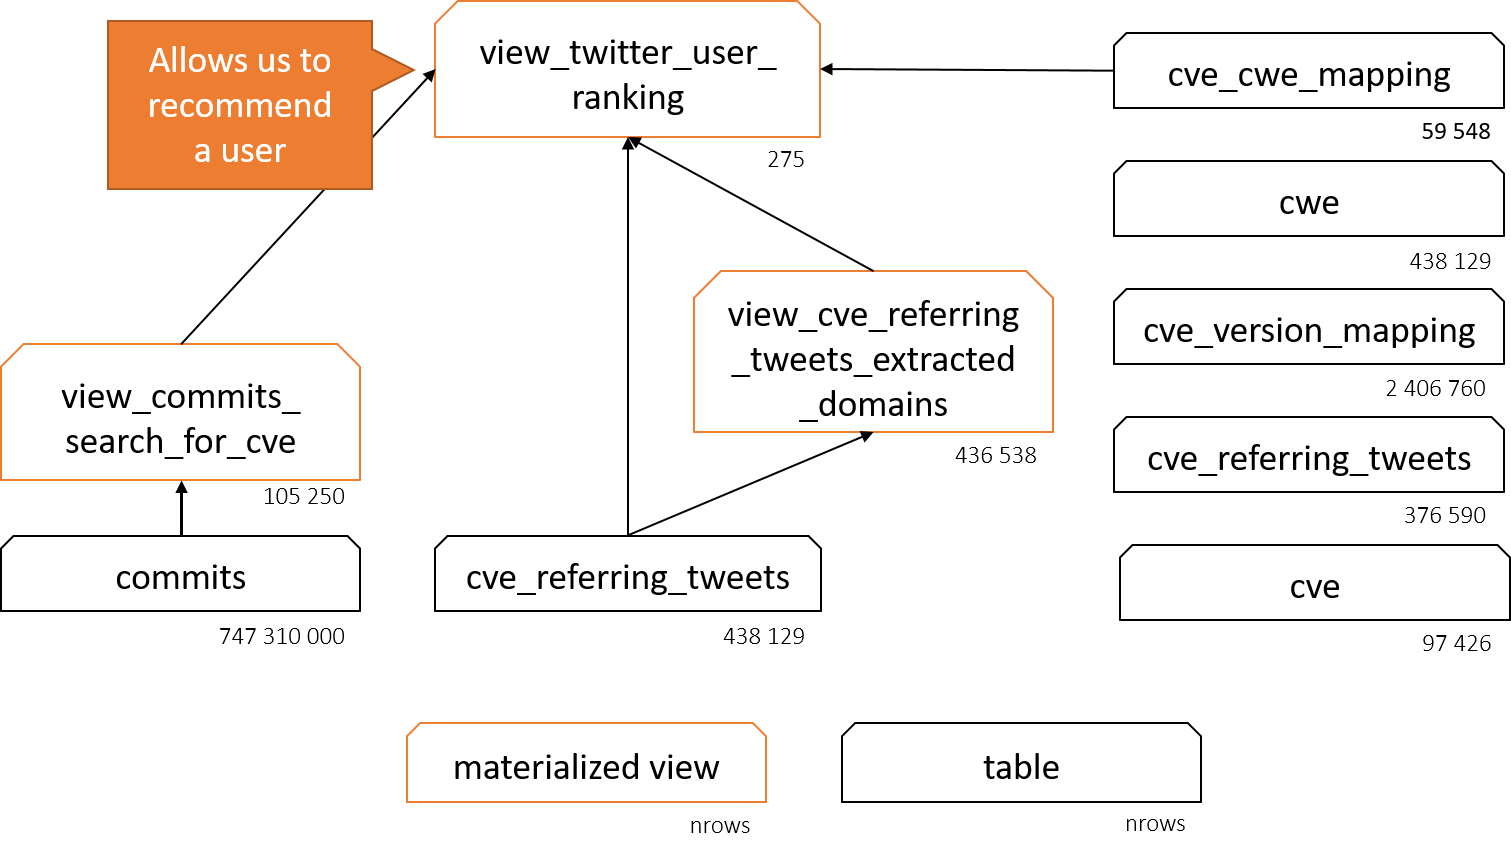 Allows us to
recommend
a user
view_twitter_user_
ranking
275
cve_cwe_mapping
59 548
cwe
438 129
view_cve_referring
_tweets_extracted
_domains
436 538
cve_version_mapping
2 406 760
view_commits_
search_for_cve
105 250
cve_referring_tweets
376 590
commits
747 310 000
cve_referring_tweets
438 129
cve
97 426
materialized view
nrows
table
nrows